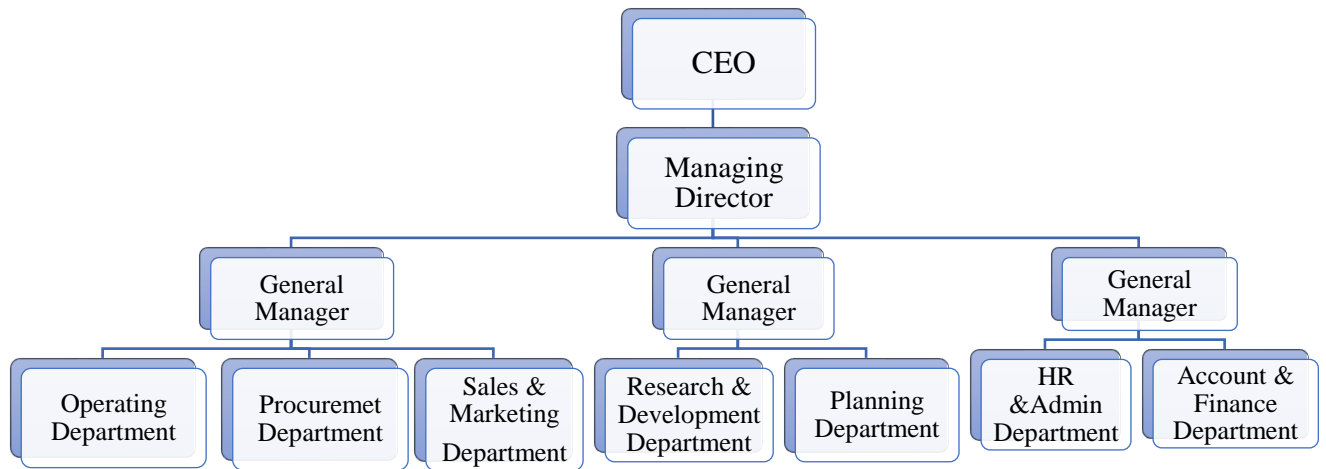 CEO
Managing
Director
General
Manager
General
Manager
General
Manager
Operating
Department
Procuremet
Department
Sales &
Marketing
Department
Research &
Development
Department
Planning
Department
HR
&Admin
Department
Account &
Finance
Department